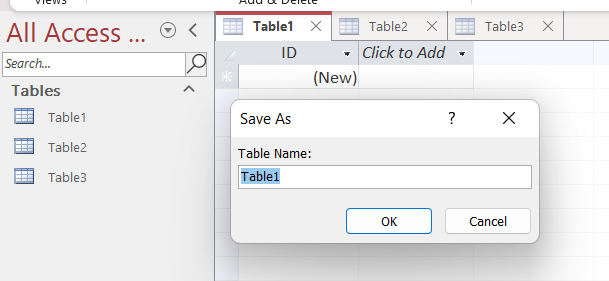 Views
Add & Delete
All Access ...
Table1
Table2
Table3
Search...
ID
Click to Add
Tables
(New)
Table1
Table2
Table3
Save As
?
Table Name:
Table1
OK
Cancel